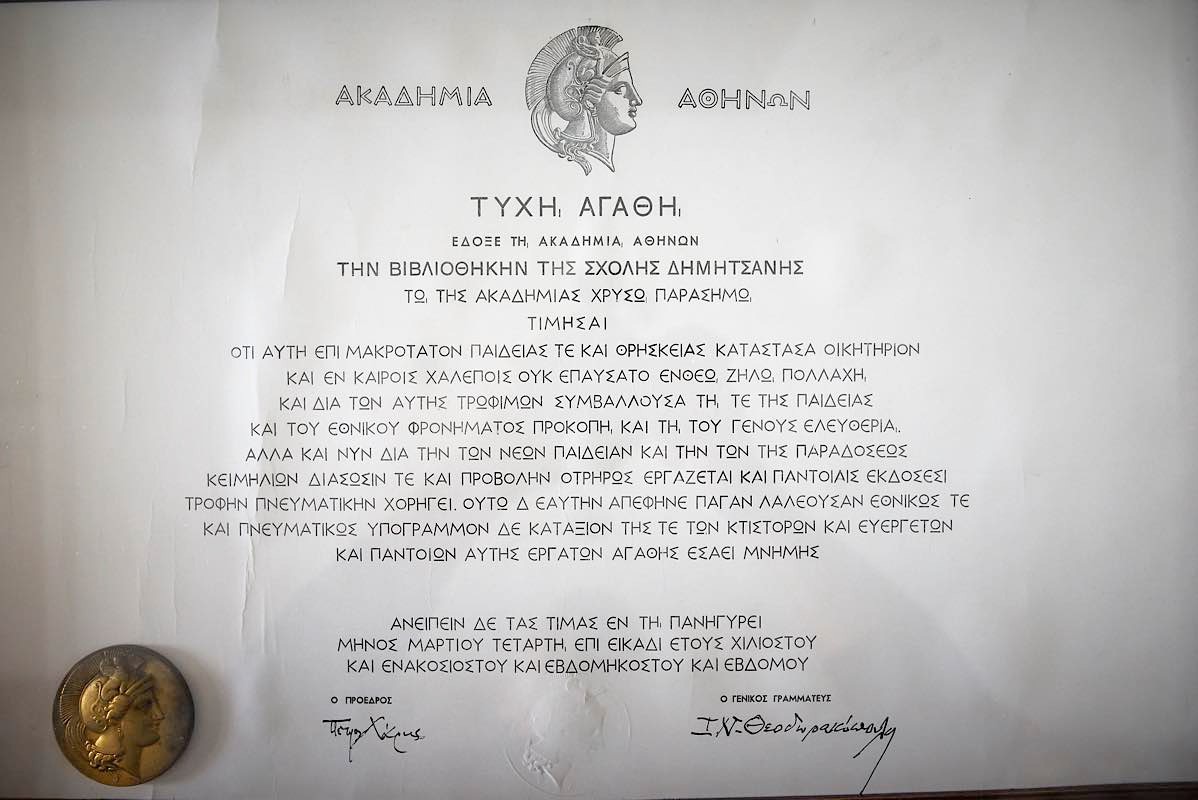 ΑΚΑΔΗΜΙΑ ΑΘΗΝΩΝ
ΤΥΧΗΙ ΑΓΑΘΗΙ
ΕΔΟΞΕ ΤΗΙ ΑΚΑΔΗΜΙΑΙ ΑΘΗΝΩΝ
ΤΗΝ ΒΙΒΛΙΟΘΗΚΗΝ ΤΗΣ ΣΧΟΛΗΣ ΔΗΜΗΤΣΑΝΗΣ
ΤΩΙ ΤΗΣ ΑΚΑΔΗΜΙΑΣ ΧΡΥΣΩΙ ΠΑΡΑΣΗΜΩΙ
ΤΙΜΗΣΑΙ
ΟΤΙ ΑΥΤΗ ΕΠΙ ΜΑΚΡΟΤΑΤΟΝ ΠΑΙΔΕΙΑΣ ΤΕ ΚΑΙ ΘΡΗΣΚΕΙΑΣ ΚΑΤΑΣΤΑΣΑ ΟΙΚΗΤΗΡΙΟΝ
ΚΑΙ ΕΝ ΚΑΙΡΟΙΣ ΧΑΛΕΠΟΙΣ ΟΥΚ ΕΠΑΥΣΑΤΟ ΕΝΘΕΩΙ ΖΗΛΩΙ ΠΟΛΛΑΧΗΙ
ΚΑΙ ΔΙΑ ΤΩΝ ΑΥΤΗΣ ΤΡΩΦΙΜΩΝ ΣΥΜΒΑΛΛΟΥΣΑ ΤΗΙ ΤΕ ΤΗΣ ΠΑΙΔΕΙΑΣ
ΚΑΙ ΤΟΥ ΕΘΝΙΚΟΥ ΦΡΟΝΗΜΑΤΟΣ ΠΡΟΚΟΠΗΙ ΚΑΙ ΤΗΙ ΤΟΥ ΓΕΝΟΥΣ ΕΛΕΥΘΕΡΙΑΙ.
ΑΛΛΑ ΚΑΙ ΝΥΝ ΔΙΑ ΤΗΝ ΤΩΝ ΝΕΩΝ ΠΑΙΔΕΙΑΝ ΚΑΙ ΤΗΝ ΤΩΝ ΤΗΣ ΠΑΡΑΔΟΣΕΩΣ
ΚΕΙΜΗΛΙΩΝ ΔΙΑΣΩΣΙΝ ΤΕ ΚΑΙ ΠΡΟΒΟΛΗΝ ΟΤΡΗΡΩΣ ΕΡΓΑΖΕΤΑΙ ΚΑΙ ΠΑΝΤΟΙΑΙΣ ΕΚΔΟΣΕΣΙ
ΤΡΟΦΗΝ ΠΝΕΥΜΑΤΙΚΗΝ ΧΟΡΗΓΕΙ. ΟΥΤΩ Δ ΕΑΥΤΗΝ ΑΠΕΦΗΝΕ ΠΑΓΑΝ ΛΑΛΕΟΥΣΑΝ ΕΘΝΙΚΩΣ ΤΕ
ΚΑΙ ΠΝΕΥΜΑΤΙΚΩΣ ΥΠΟΓΡΑΜΜΟΝ ΔΕ ΚΑΤΑΞΙΟΝ ΤΗΣ ΤΕ ΤΩΝ ΚΤΙΣΤΟΡΩΝ ΚΑΙ ΕΥΕΡΓΕΤΩΝ
ΚΑΙ ΠΑΝΤΟΙΩΝ ΑΥΤΗΣ ΕΡΓΑΤΩΝ ΑΓΑΘΗΣ ΕΣΑΕΙ ΜΝΗΜΗΣ
ΑΝΕΙΠΕΙΝ ΔΕ ΤΑΣ ΤΙΜΑΣ ΕΝ ΤΗΙ ΠΑΝΗΓΥΡΕΙ
ΜΗΝΟΣ ΜΑΡΤΙΟΥ ΤΕΤΑΡΤΗΙ ΕΠΙ ΕΙΚΑΔΙ ΕΤΟΥΣ ΧΙΛΙΟΣΤΟΥ
ΚΑΙ ΕΝΑΚΟΣΙΟΣΤΟΥ ΚΑΙ ΕΒΔΟΜΗΚΟΣΤΟΥ ΚΑΙ ΕΒΔΟΜΟΥ
Ο ΠΡΟΕΔΡΟΣ Ο ΓΕΝΙΚΟΣ ΓΡΑΜΜΑΤΕΥΣ
Πέτρος Χάρης Ι. Ν. Θεοδωρακόπουλος